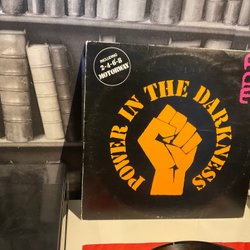 INCLUDING
2·4·6·8
MOTORWAY
POWER IN THE DARKNESS